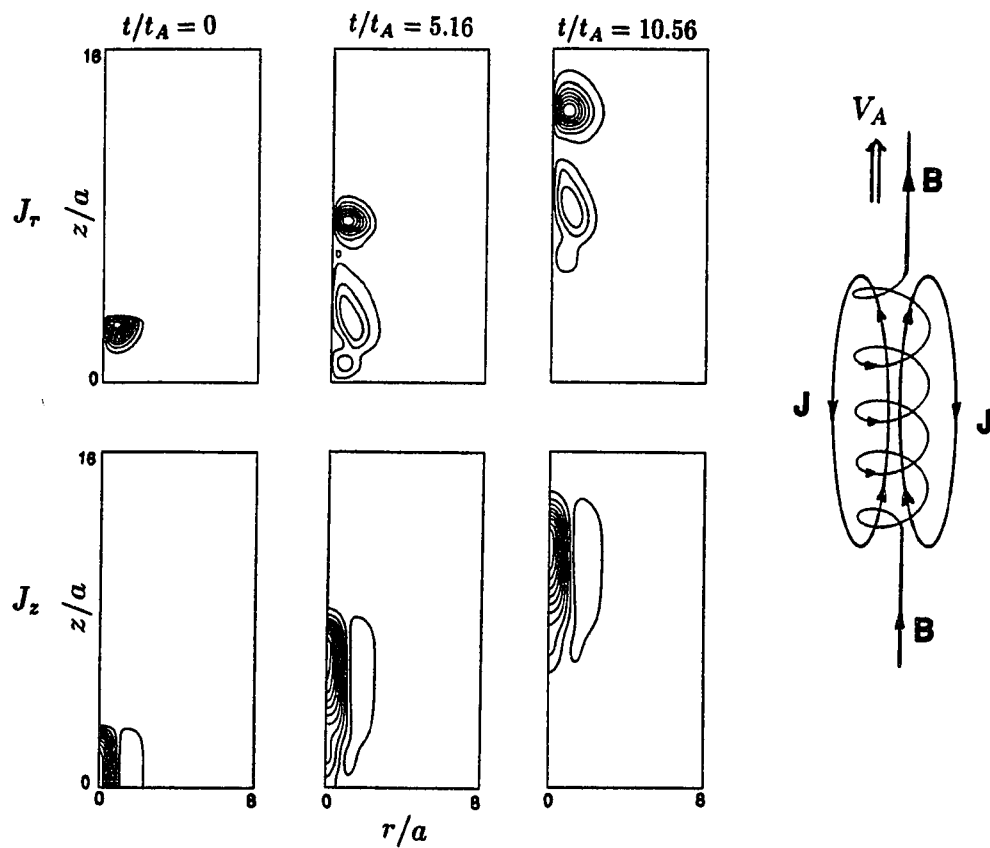 t/t_A = 0
t/t_A = 5.16
t/t_A = 10.56
16
J_r
z/a
0
V_A
B
J
J
B
16
J_z
z/a
0
0
8
0
8
0
8
r/a